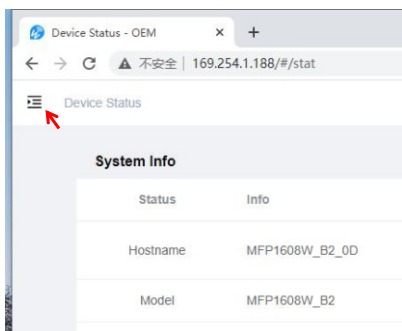 Device Status - OEM
不安全 | 169.254.1.188/#/stat
Device Status
System Info
Status Info
Hostname MFP1608W_B2_0D
Model MFP1608W_B2